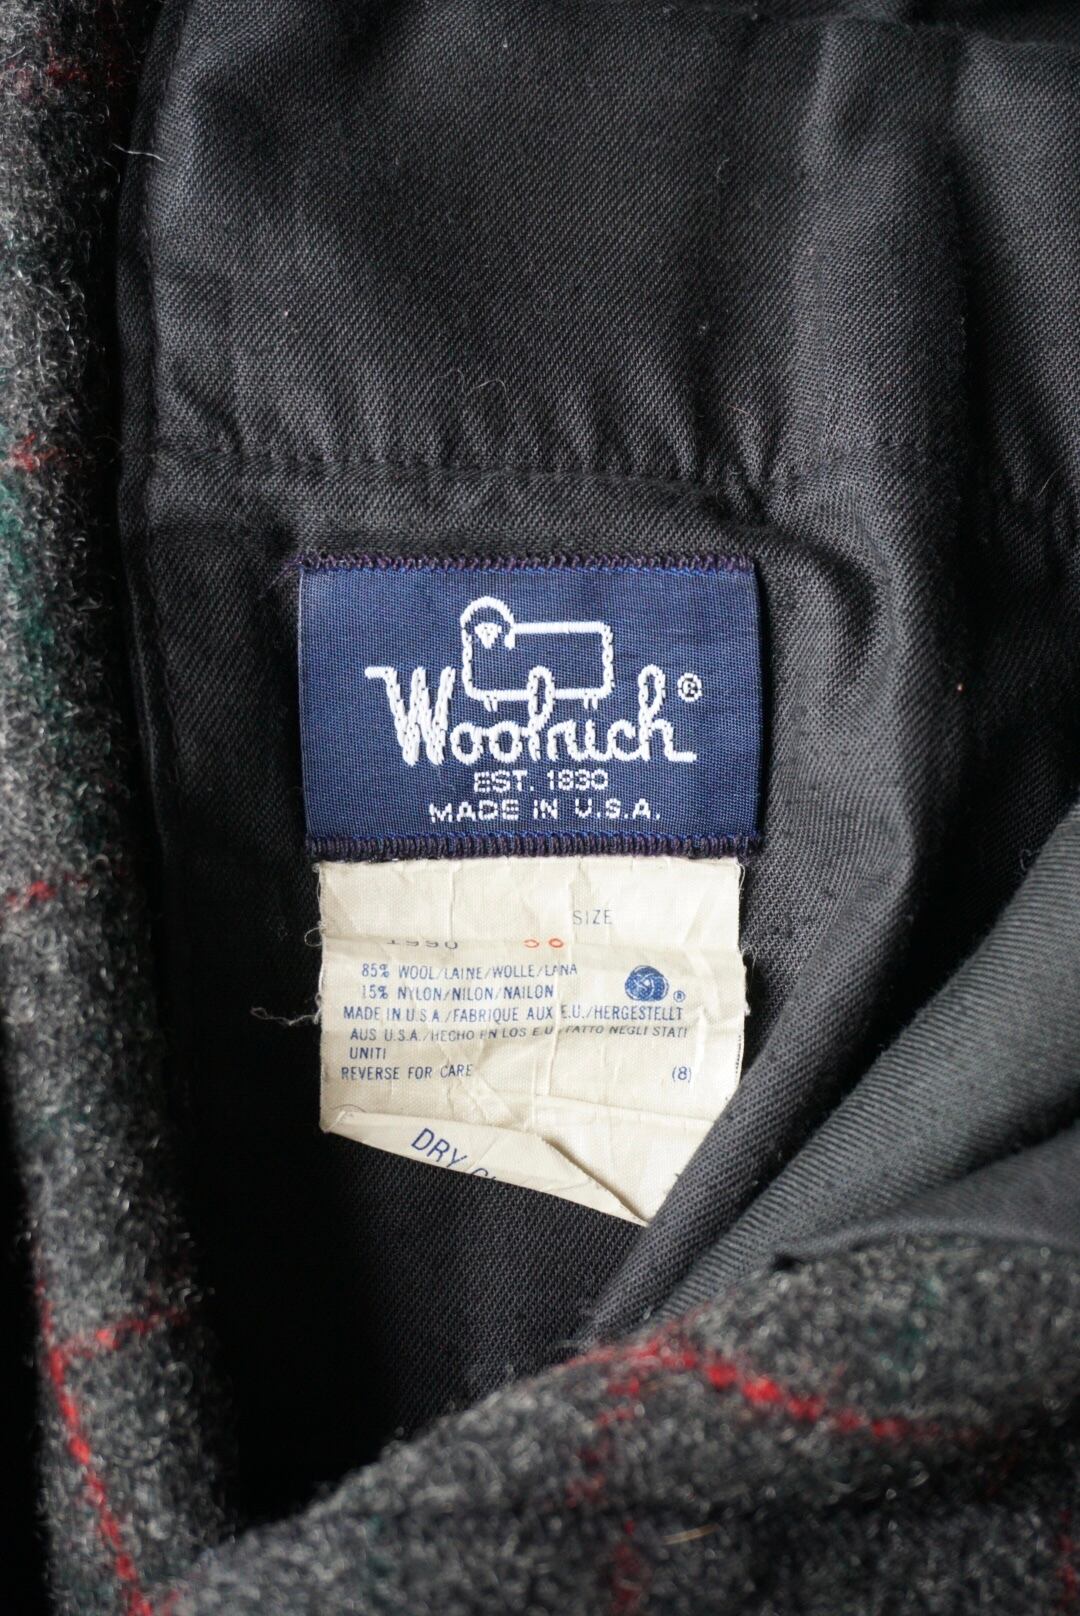 Woolrich®
EST. 1830
MADE IN U.S.A.
SIZE
85% WOOL/LAINE/WOLLE/LANA
15% NYLON/NILON/NAILON
®
MADE IN U.S.A./FABRIQUE AUX E.U./HERGESTELLT
AUS U.S.A./HECHO EN LOS E.U./FATTO NEGLI STATI
UNITI
REVERSE FOR CARE (8)
DRY